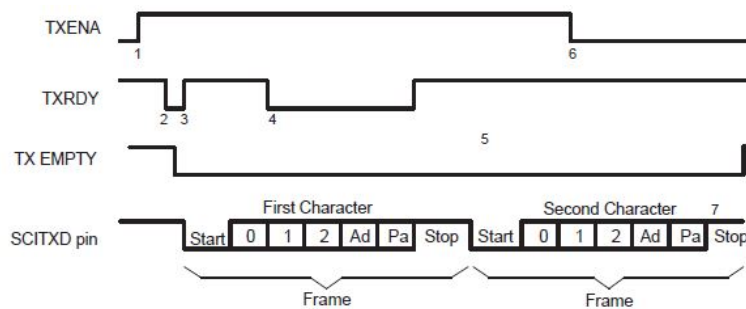 TXENA
1 6
TXRDY
2 3 4
5
TX EMPTY
First Character Second Character 7
SCITXD pin Start 0 1 2 Ad Pa Stop Start 0 1 2 Ad Pa Stop
Frame Frame